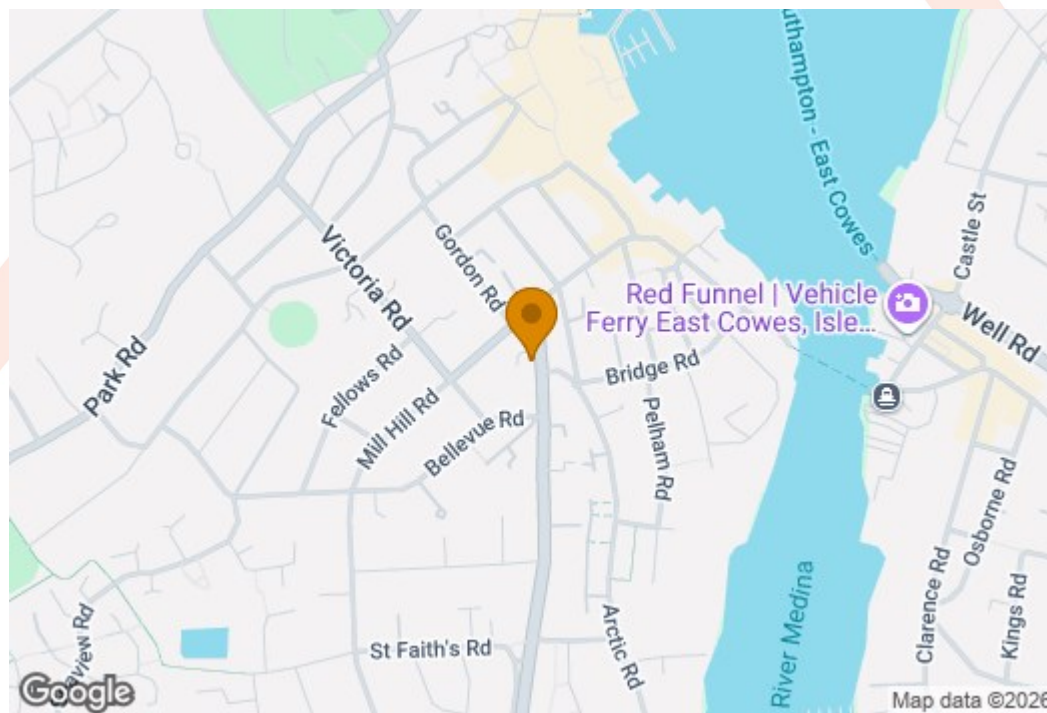 outhampton - East Cowes
Castle St
Gordon Rd
Victoria Rd
Red Funnel | Vehicle
Ferry East Cowes, Isle...
Well Rd
Park Rd
Fellows Rd
Bridge Rd
Mill Hill Rd
Bellevue Rd
Pelham Rd
Osborne Rd
Clarence Rd
Kings Rd
River Medina
Arctic Rd
St Faith's Rd
Google
Map data ©2026